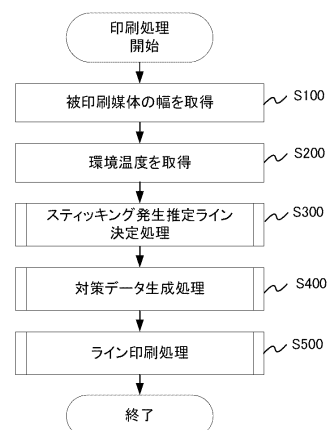 印刷処理
開始
被印刷媒体の幅を取得
S100
環境温度を取得
S200
スティッキング発生推定ライン
決定処理
S300
対策データ生成処理
S400
ライン印刷処理
S500
終了